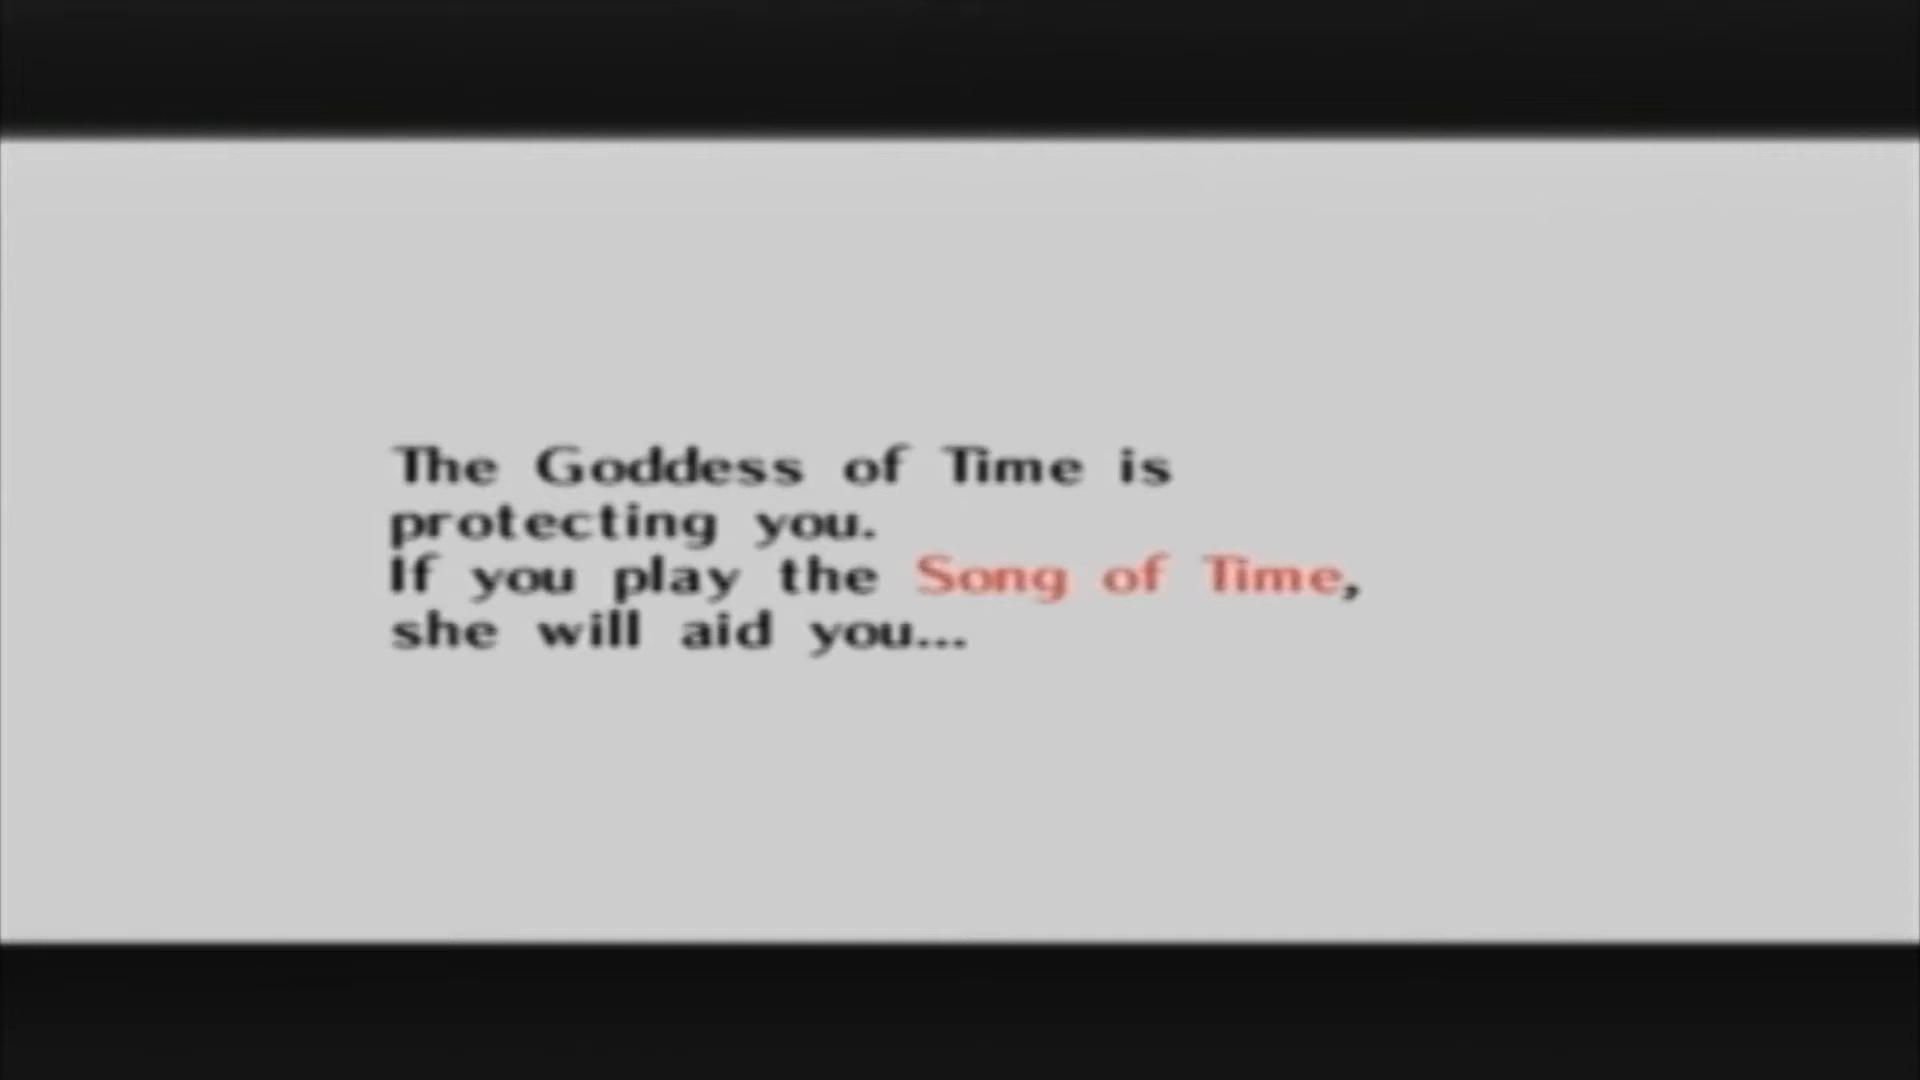 The Goddess of Time is
protecting you.
If you play the Song of Time,
she will aid you...